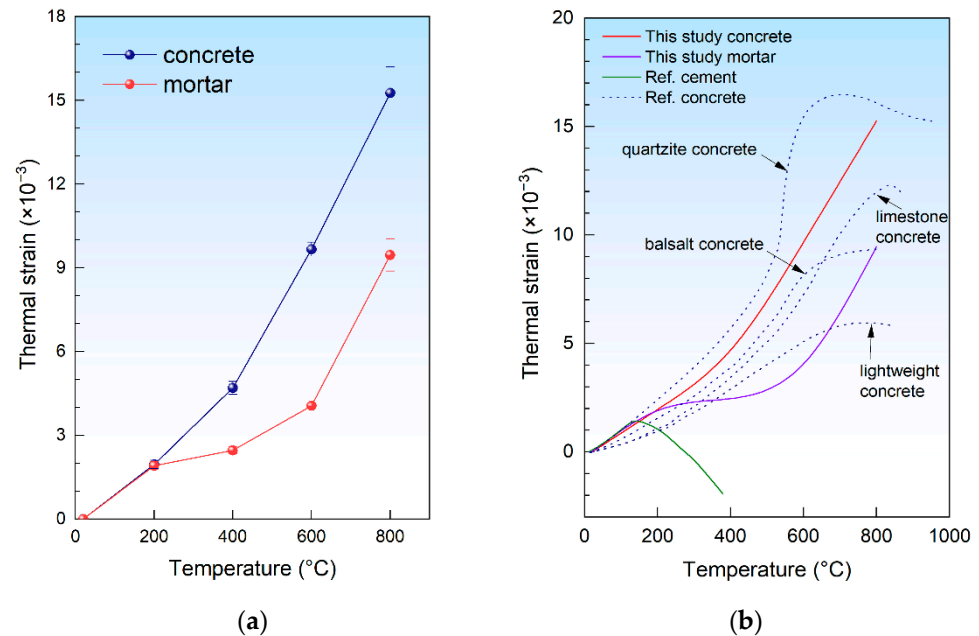 18
15
12
9
6
3
0
Thermal strain (×10⁻³)
concrete
mortar
0 200 400 600 800
Temperature (°C)
(a)
20
15
10
5
0
Thermal strain (×10⁻³)
This study concrete
This study mortar
Ref. cement
Ref. concrete
quartzite concrete
balsalt concrete
limestone
concrete
lightweight
concrete
0 200 400 600 800 1000
Temperature (°C)
(b)